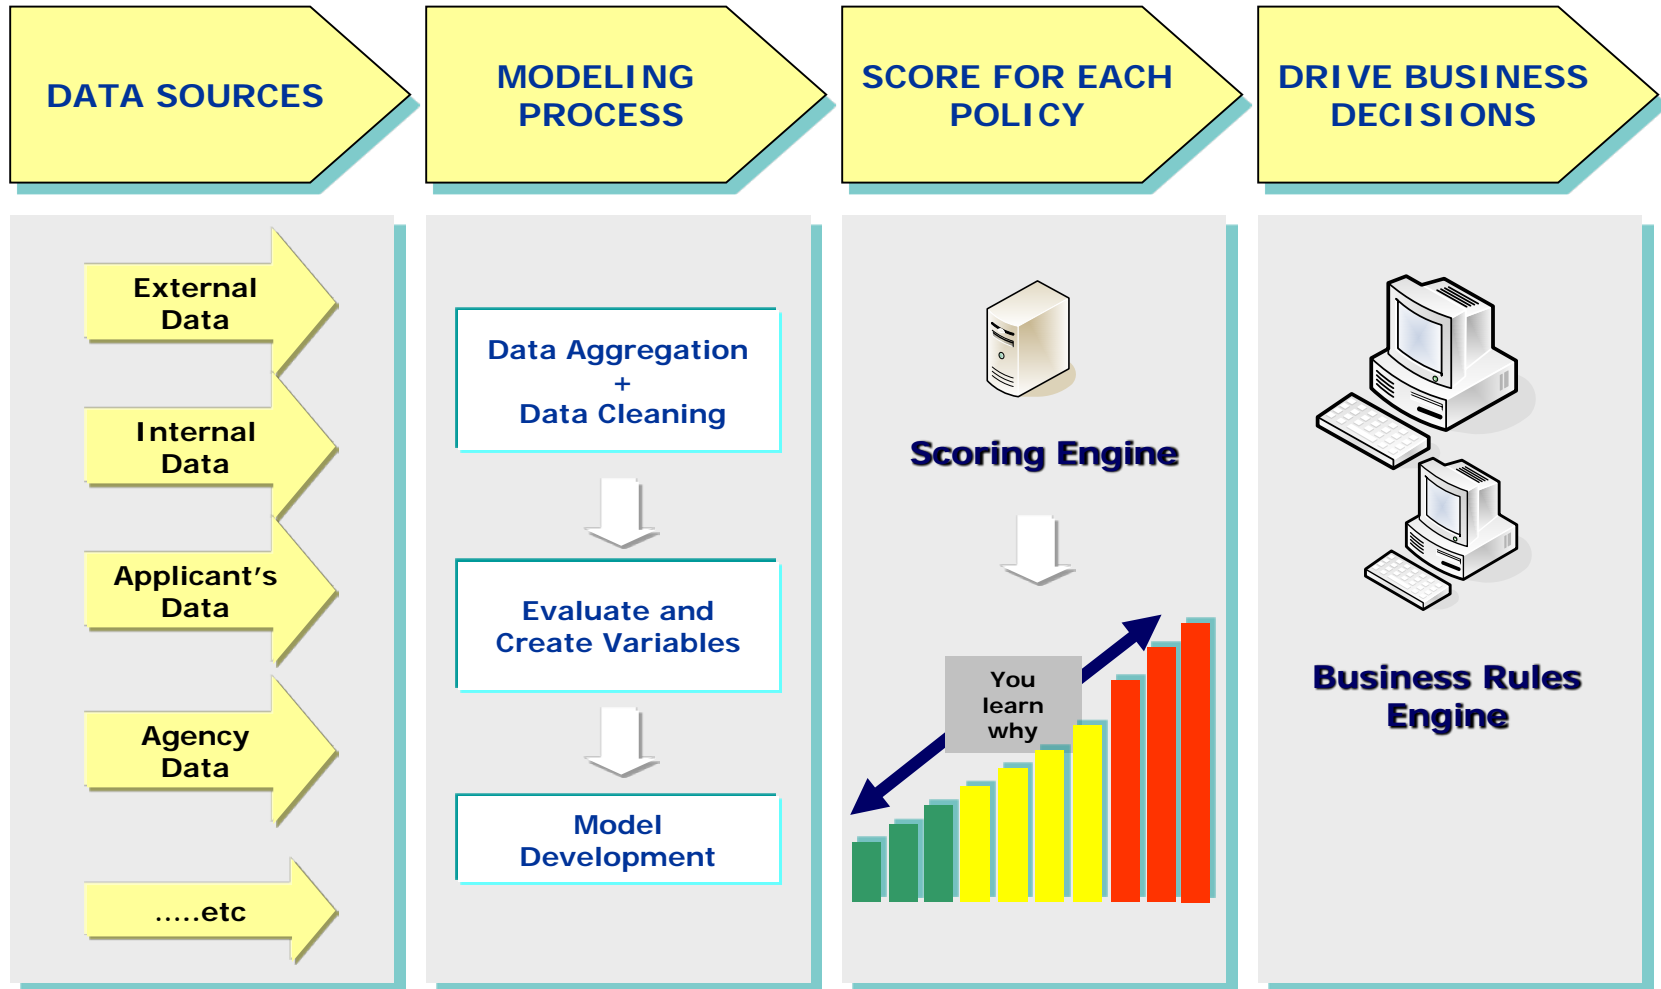 DATA SOURCES
MODELING
PROCESS
SCORE FOR EACH
POLICY
DRIVE BUSINESS
DECISIONS
External
Data
Internal
Data
Applicant’s
Data
Agency
Data
.....etc
Data Aggregation
+
Data Cleaning
Evaluate and
Create Variables
Model
Development
Scoring Engine
You
learn
why
Business Rules
Engine